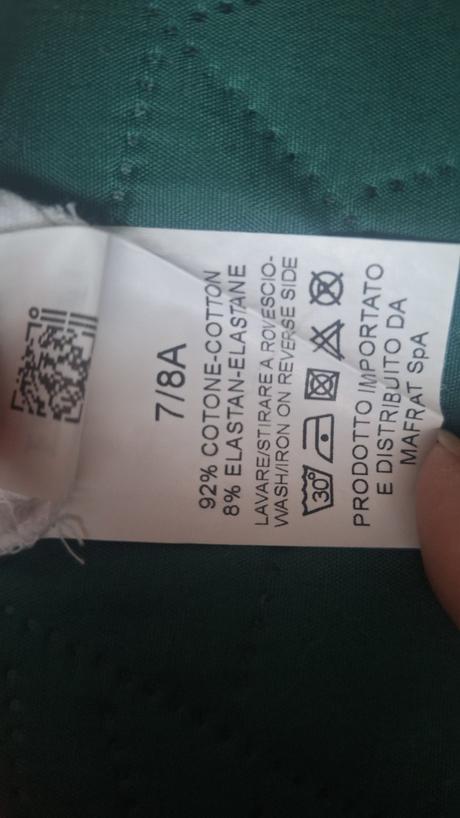 7/8A
92% COTONE-COTTON
8% ELASTAN-ELASTANE
LAVARE/STIRARE A ROVESCIO-
WASH/IRON ON REVERSE SIDE
30°
PRODOTTO IMPORTATO
E DISTRIBUITO DA
MAFRAT SpA